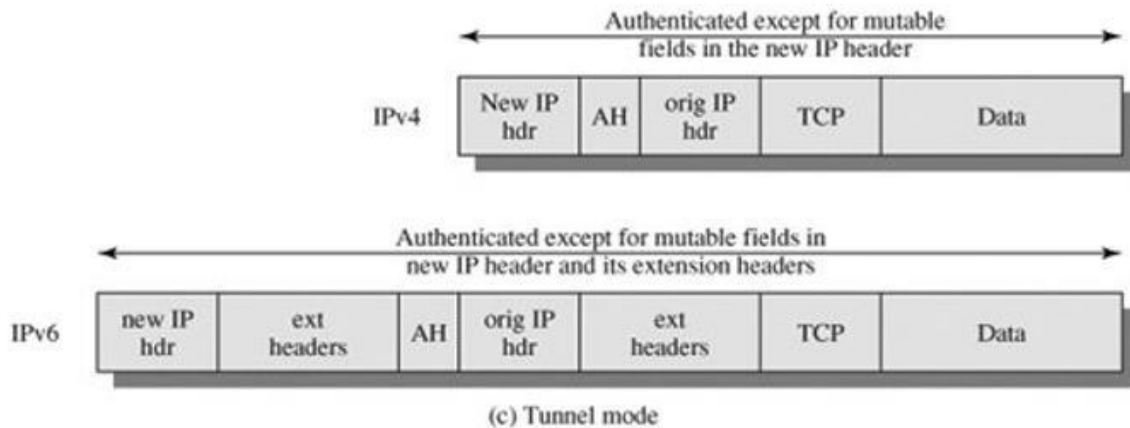 Authenticated except for mutable
fields in the new IP header
IPv4
New IP
hdr
AH
orig IP
hdr
TCP
Data
Authenticated except for mutable fields in
new IP header and its extension headers
IPv6
new IP
hdr
ext
headers
AH
orig IP
hdr
ext
headers
TCP
Data
(c) Tunnel mode